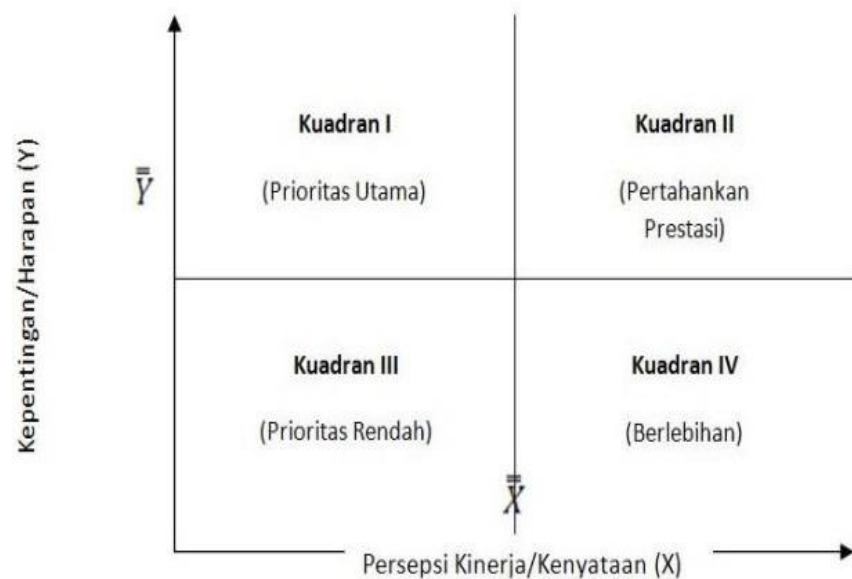 Kepentingan/Harapan (Y)
Kuadran I
(Prioritas Utama)
Kuadran II
(Pertahankan
Prestasi)
Y̿
Kuadran III
(Prioritas Rendah)
Kuadran IV
(Berlebihan)
X̿
Persepsi Kinerja/Kenyataan (X)